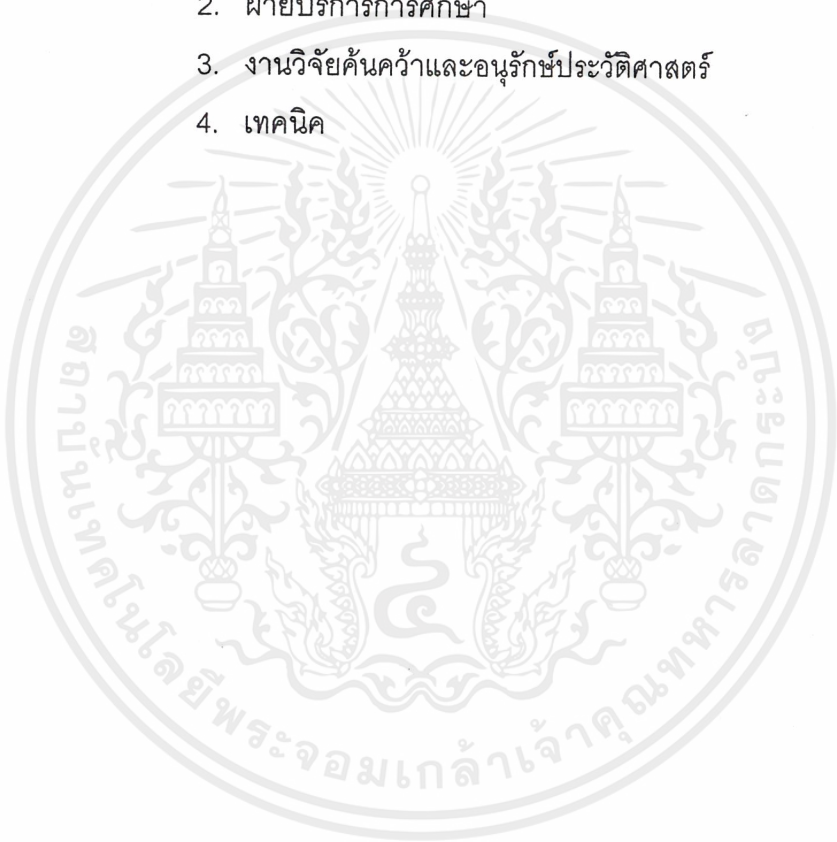 2. ฝ่ายบริการการศึกษา
3. งานวิจัยค้นคว้าและอนุรักษ์ประวัติศาสตร์
4. เทคนิค
สถาบันเทคโนโลยีพระจอมเกล้าเจ้าคุณทหารลาดกระบัง